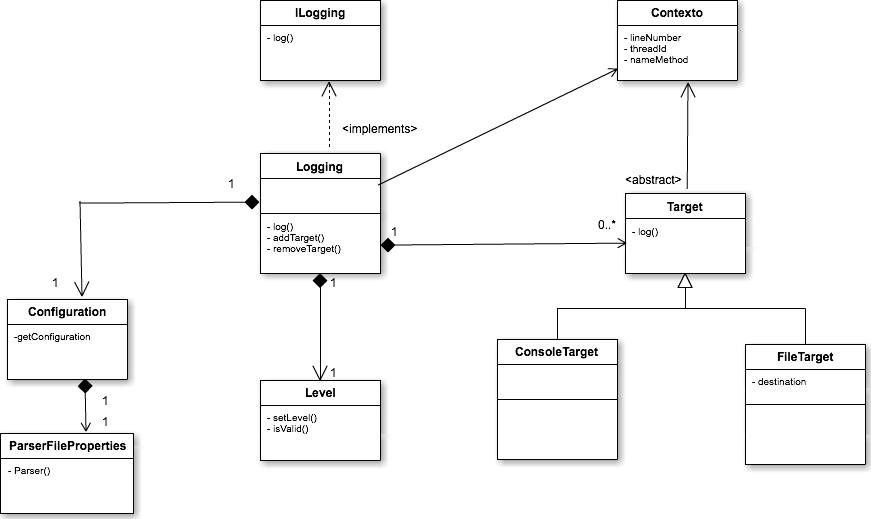 ILogging
- log()
Contexto
- lineNumber
- threadId
- nameMethod
<implements>
Logging
- log()
- addTarget()
- removeTarget()
1
1
<abstract>
Target
- log()
1
0..*
1
1
Configuration
-getConfiguration
1
1
ParserFileProperties
- Parser()
Level
- setLevel()
- isValid()
ConsoleTarget
FileTarget
- destination